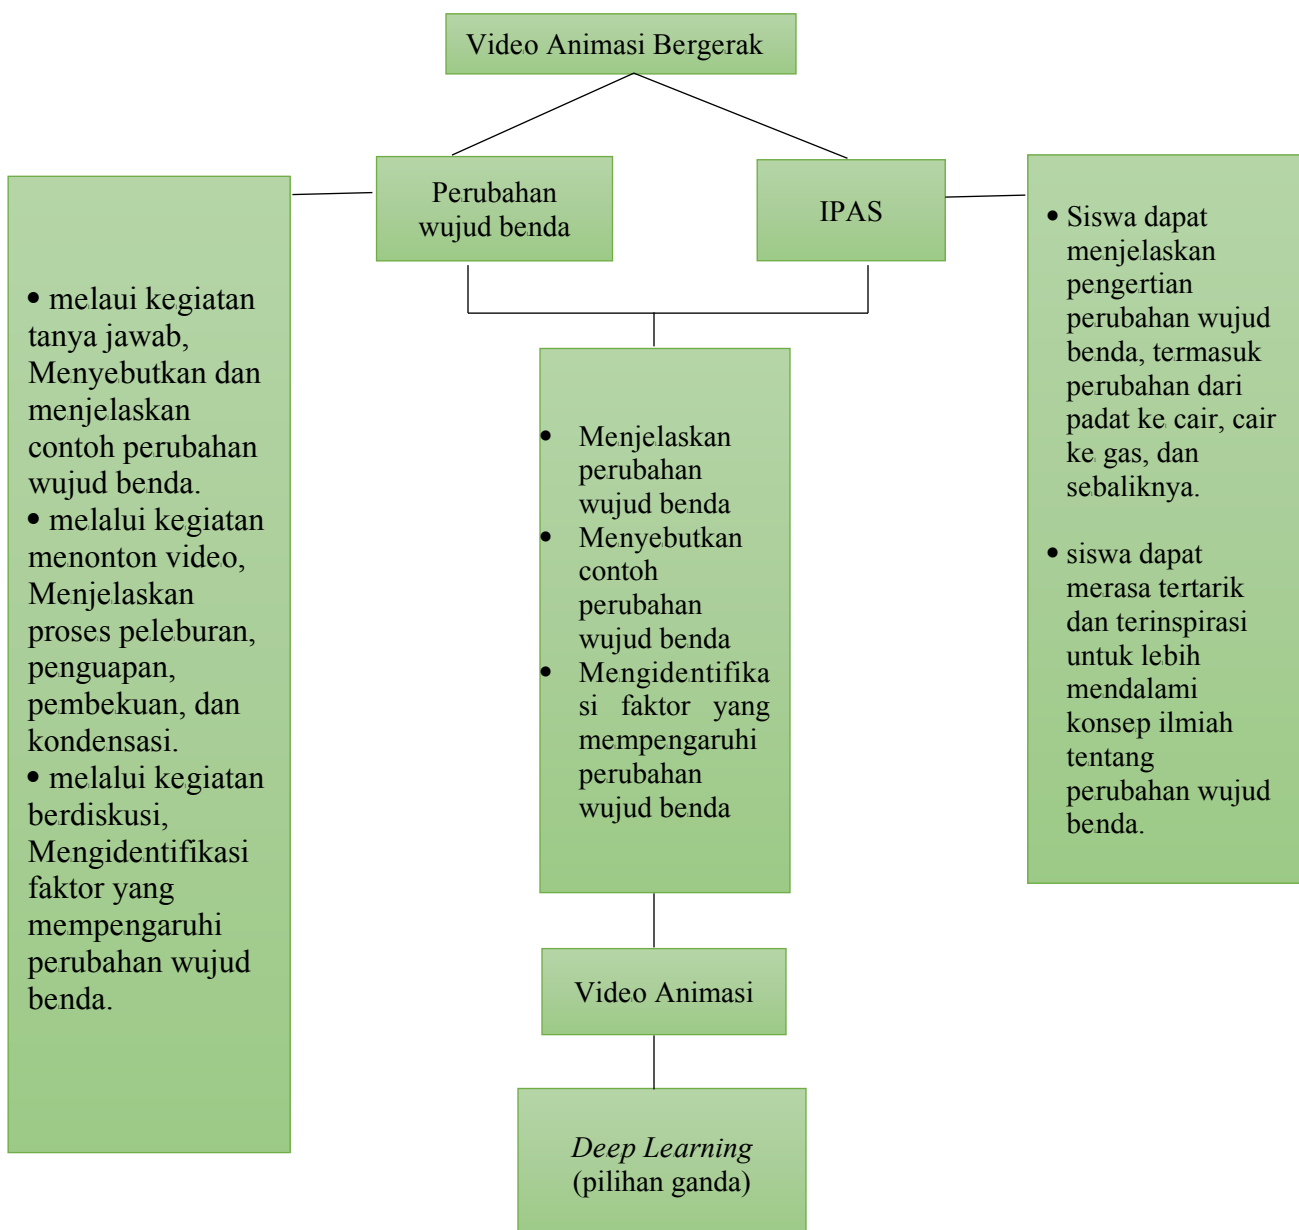 Video Animasi Bergerak
Perubahan
wujud benda
IPAS
• melaui kegiatan
tanya jawab,
Menyebutkan dan
menjelaskan
contoh perubahan
wujud benda.
• melalui kegiatan
menonton video,
Menjelaskan
proses peleburan,
penguapan,
pembekuan, dan
kondensasi.
• melalui kegiatan
berdiskusi,
Mengidentifikasi
faktor yang
mempengaruhi
perubahan wujud
benda.
• Menjelaskan
perubahan
wujud benda
• Menyebutkan
contoh
perubahan
wujud benda
• Mengidentifika
si faktor yang
mempengaruhi
perubahan
wujud benda
• Siswa dapat
menjelaskan
pengertian
perubahan wujud
benda, termasuk
perubahan dari
padat ke cair, cair
ke gas, dan
sebaliknya.
• siswa dapat
merasa tertarik
dan terinspirasi
untuk lebih
mendalami
konsep ilmiah
tentang
perubahan wujud
benda.
Video Animasi
Deep Learning
(pilihan ganda)